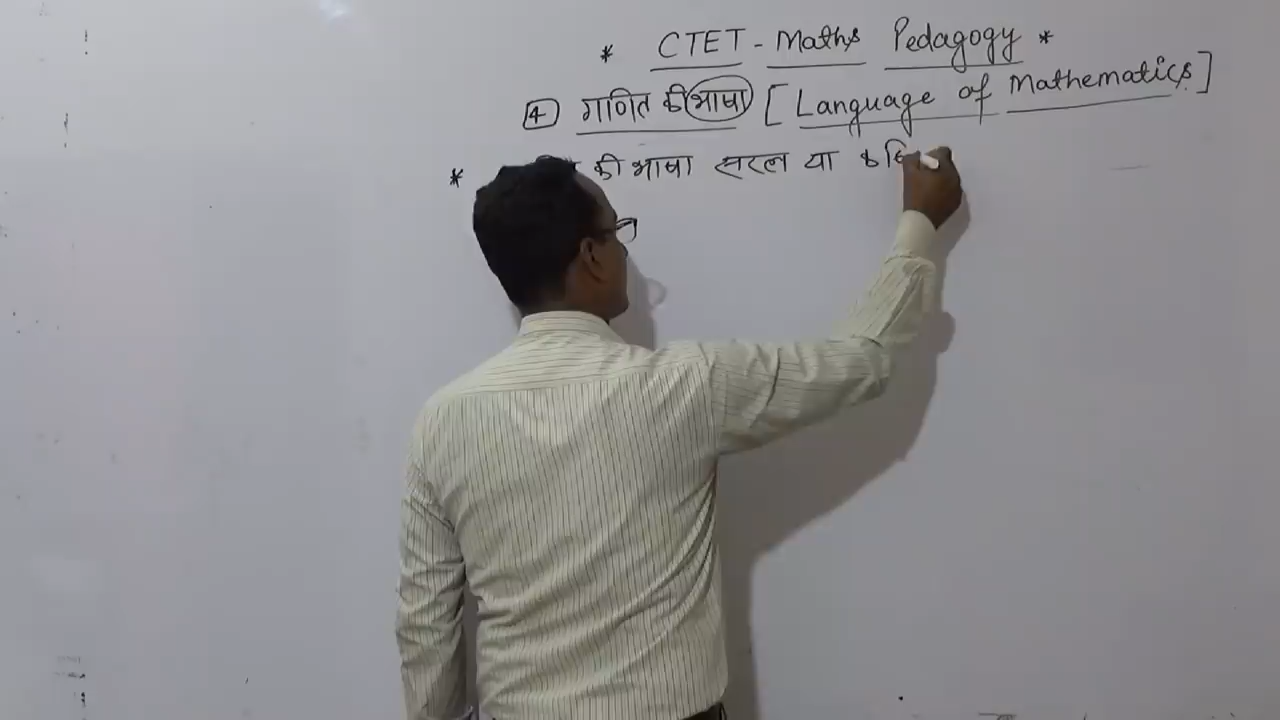 * CTET - Maths Pedagogy *
4 गणित की भाषा [Language of Mathematics]
* की भाषा सरल या